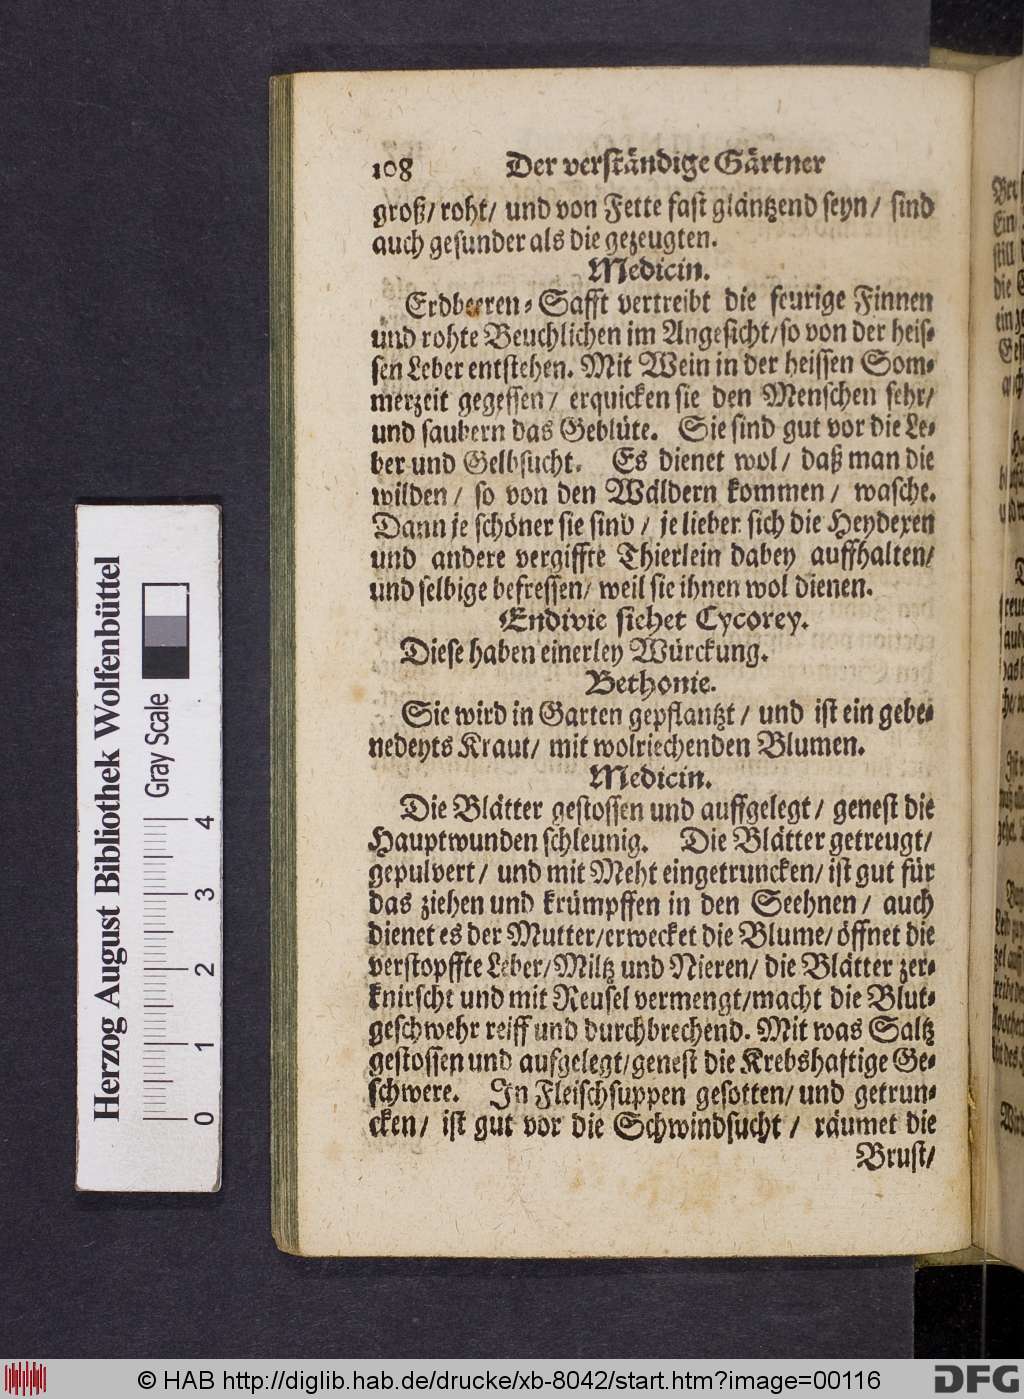 108 Der verständige Gärtner
groß/ roht/ und von Fette fast gläntzend seyn/ sind
auch gesunder als die gezeugten.
Medicin.
Erdbeeren-Safft vertreibt die feurige Finnen
und rohte Beuchlichen im Angesicht/ so von der heis-
sen Leber entstehen. Mit Wein in der heissen Som-
merzeit gegessen/ erquicken sie den Menschen sehr/
und saubern das Geblüte. Sie sind gut vor die Le-
ber und Gelbsucht. Es dienet wol/ daß man die
wilden/ so von den Wäldern kommen/ wasche.
Dann je schöner sie sind/ je lieber sich die Heydexen
und andere vergiffte Thierlein dabey auffhalten/
und selbige befressen/ weil sie ihnen wol dienen.
Endivie siehet Cycorey.
Diese haben einerley Würckung.
Bethonie.
Sie wird in Garten gepflantzt/ und ist ein gebe-
nedeyts Kraut/ mit wolriechenden Blumen.
Medicin.
Die Blätter gestossen und auffgelegt/ genest die
Hauptwunden schleunig. Die Blätter getreugt/
gepulvert/ und mit Meht eingetruncken/ ist gut für
das ziehen und krümpffen in den Seehnen/ auch
dienet es der Mutter/ erwecket die Blume/ öffnet die
verstopffte Leber/ Miltz und Nieren/ die Blätter zer-
knirscht und mit Reusel vermengt/ macht die Blut-
geschwehr reiff und durchbrechend. Mit was Saltz
gestossen und aufgelegt/ genest die Krebshaftige Ge-
schwere. In Fleischsuppen gesotten/ und getrun-
cken/ ist gut vor die Schwindsucht/ räumet die
Brust/
Herzog August Bibliothek Wolfenbüttel
Gray Scale
0 1 2 3 4
© HAB http://diglib.hab.de/drucke/xb-8042/start.htm?image=00116
DFG